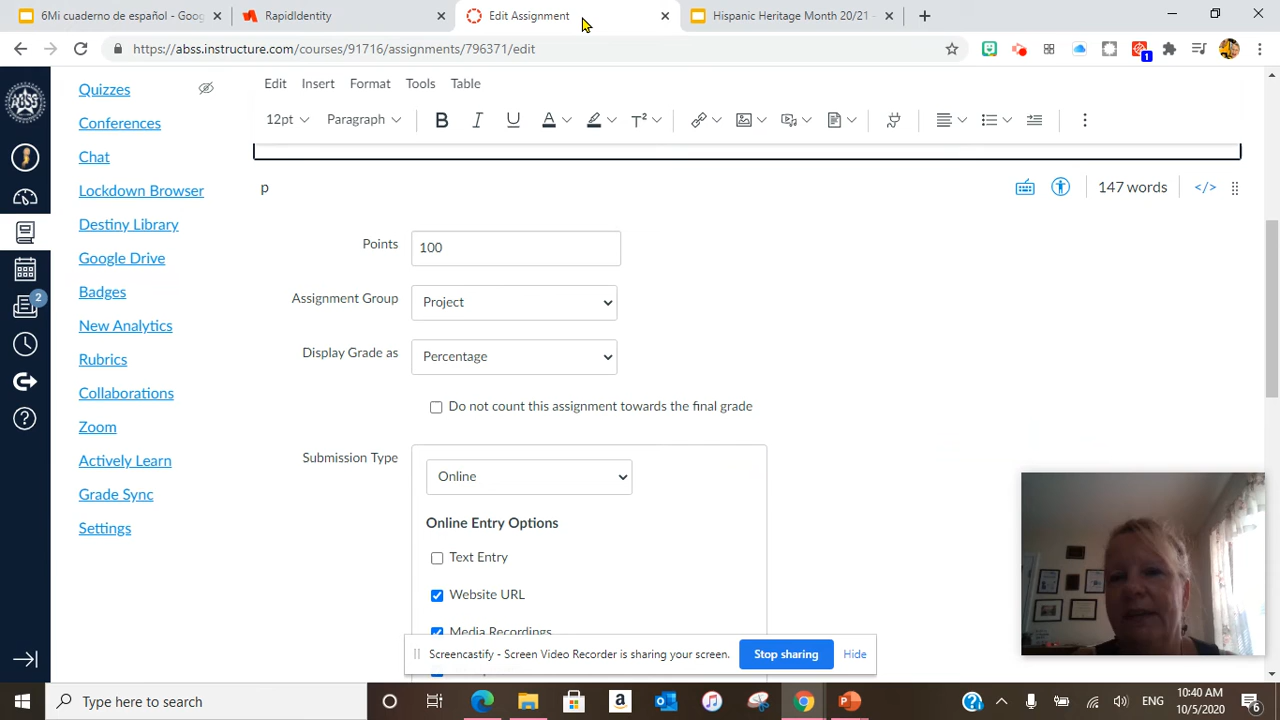 6Mi cuaderno de español - Goog
RapidIdentity
Edit Assignment
Hispanic Heritage Month 20/21 -
https://abss.instructure.com/courses/91716/assignments/796371/edit
1
ABSS
Quizzes
Conferences
Chat
Lockdown Browser
Destiny Library
Google Drive
Badges
2
New Analytics
Rubrics
Collaborations
Zoom
Actively Learn
Grade Sync
Settings
Edit Insert Format Tools Table
12pt Paragraph B I U A T²
p 147 words </>
Points 100
Assignment Group Project
Display Grade as Percentage
Do not count this assignment towards the final grade
Submission Type Online
Online Entry Options
Text Entry
Website URL
Media Recordings
Screencastify - Screen Video Recorder is sharing your screen. Stop sharing Hide
Type here to search
ENG
10:40 AM
10/5/2020
6